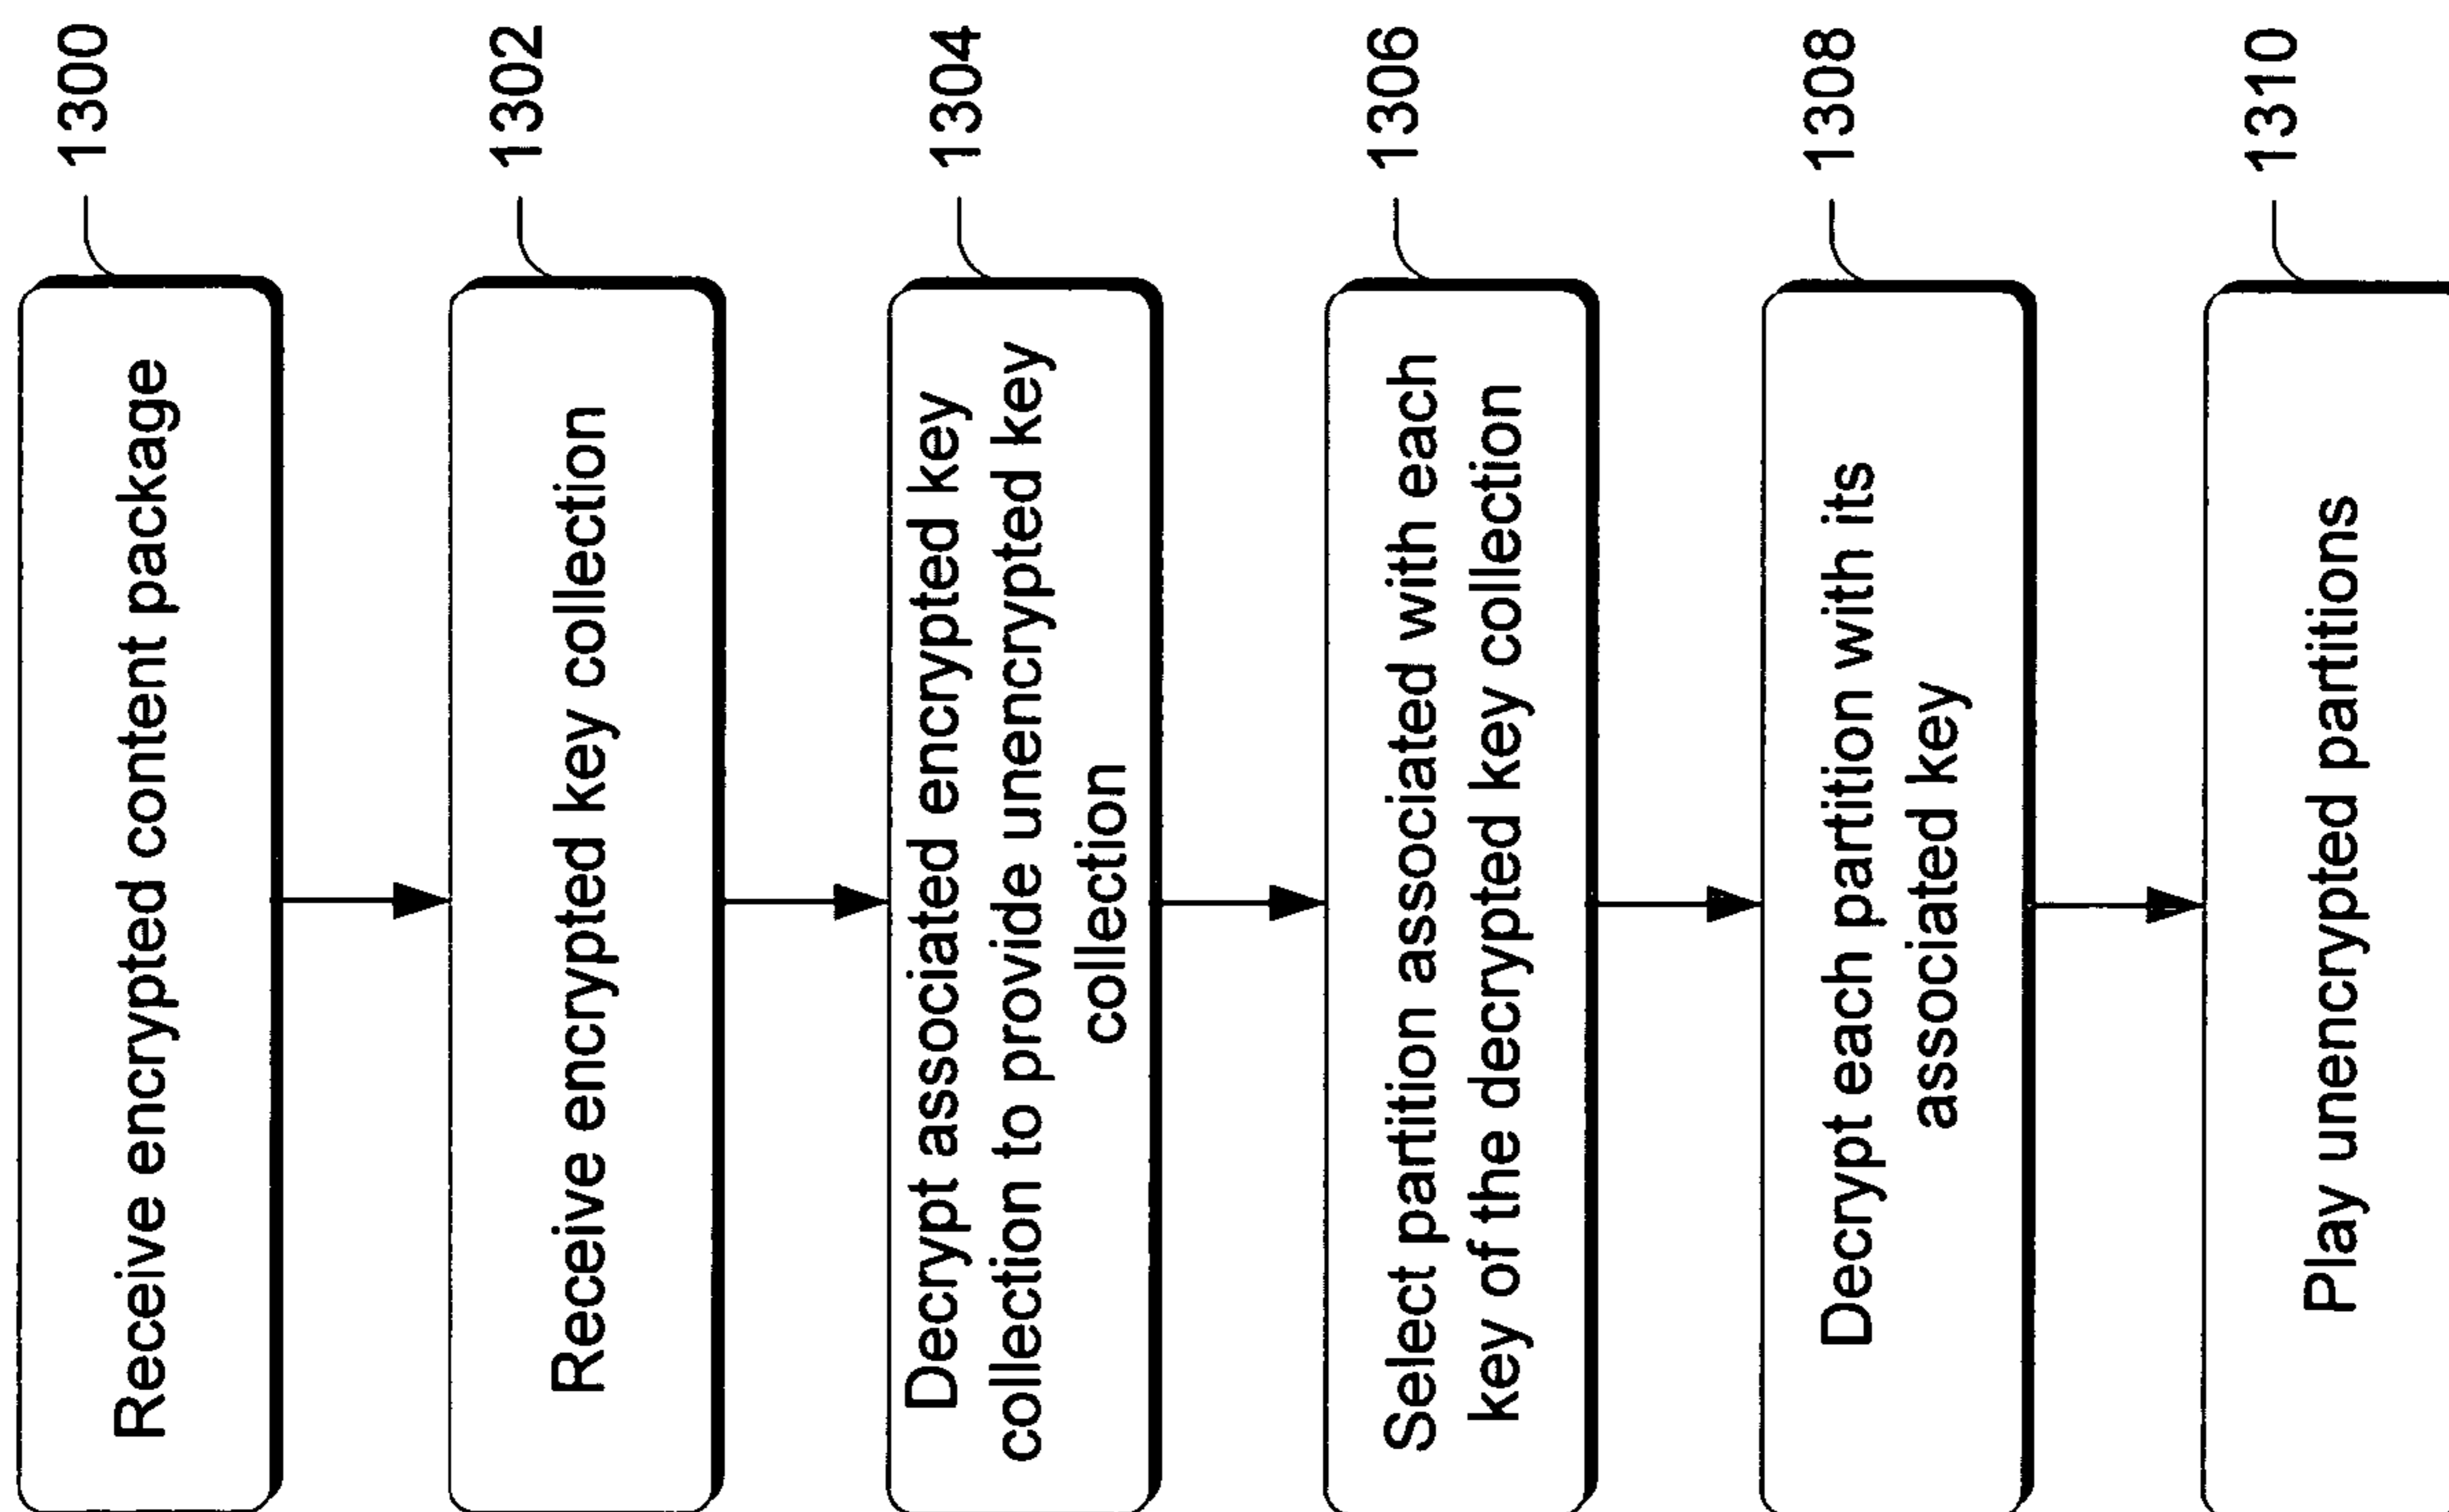 Receive encrypted content package
1300
Receive encrypted key collection
1302
Decrypt associated encrypted key
collection to provide unencrypted key
collection
1304
Select partition associated with each
key of the decrypted key collection
1306
Decrypt each partition with its
associated key
1308
Play unencrypted partitions
1310